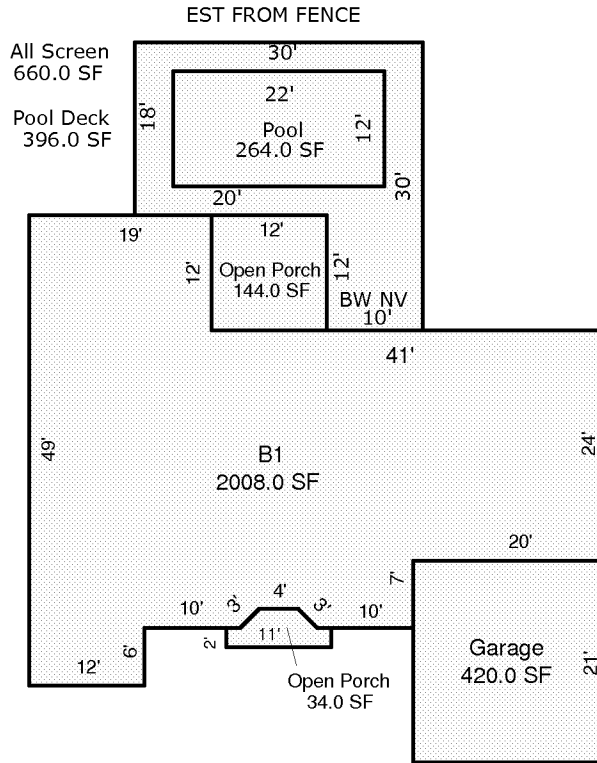 EST FROM FENCE
All Screen
660.0 SF
30'
22'
Pool Deck
396.0 SF
18'
Pool
264.0 SF
12'
30'
20'
19'
12'
12'
Open Porch
144.0 SF
12'
BW NV
10'
41'
49'
B1
2008.0 SF
24'
20'
7'
10'
3'
4'
3'
10'
6'
2'
11'
12'
Open Porch
34.0 SF
Garage
420.0 SF
21'